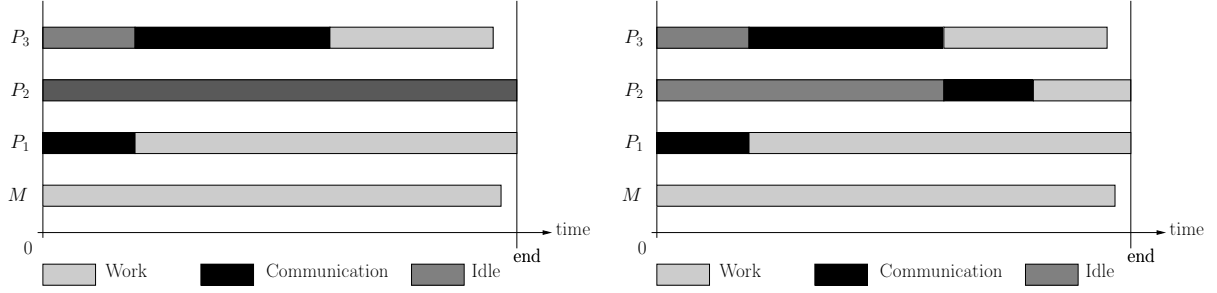 P3
P2
P1
M
0
time
end
Work
Communication
Idle
P3
P2
P1
M
0
time
end
Work
Communication
Idle